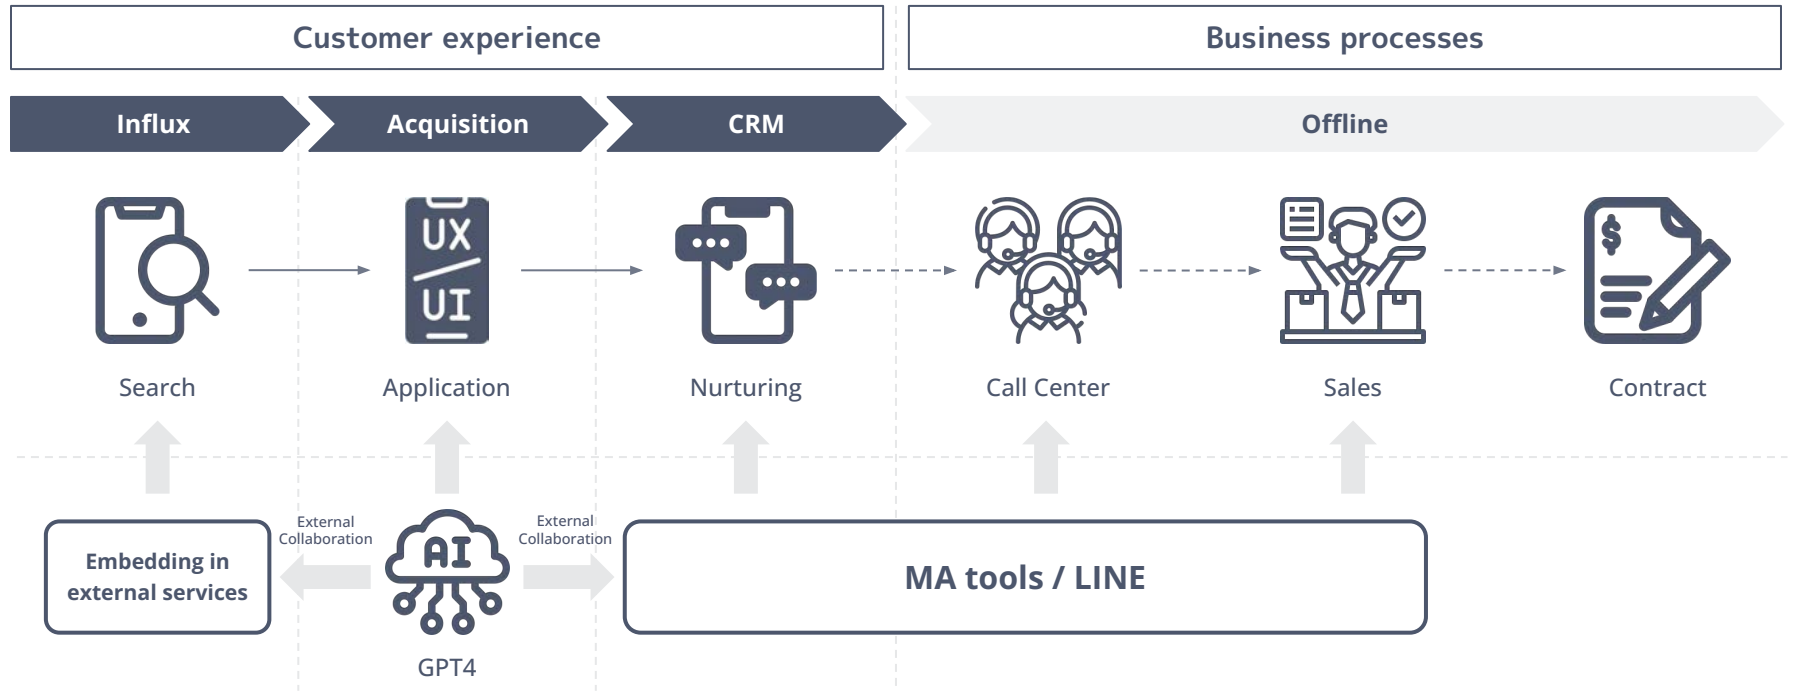 Customer experience
Business processes
Influx
Acquisition
CRM
Offline
UX
UI
$
Search
Application
Nurturing
Call Center
Sales
Contract
Embedding in
external services
External
Collaboration
AI
External
Collaboration
MA tools / LINE
GPT4